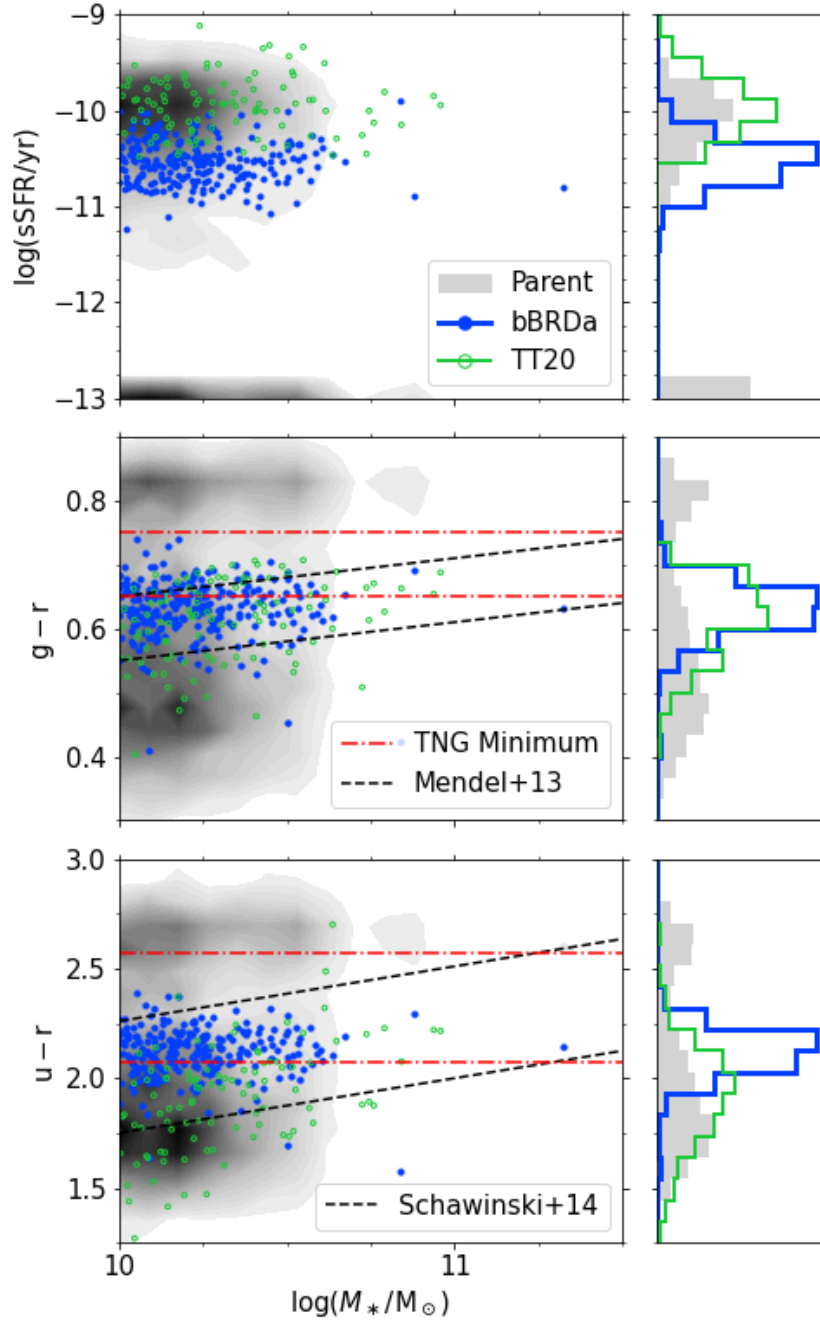 −9
−10
−11
−12
−13
log(sSFR/yr)
Parent
bBRDa
TT20
0.8
0.6
0.4
g − r
TNG Minimum
Mendel+13
3.0
2.5
2.0
1.5
u − r
Schawinski+14
10
11
log(M∗/M⊙)